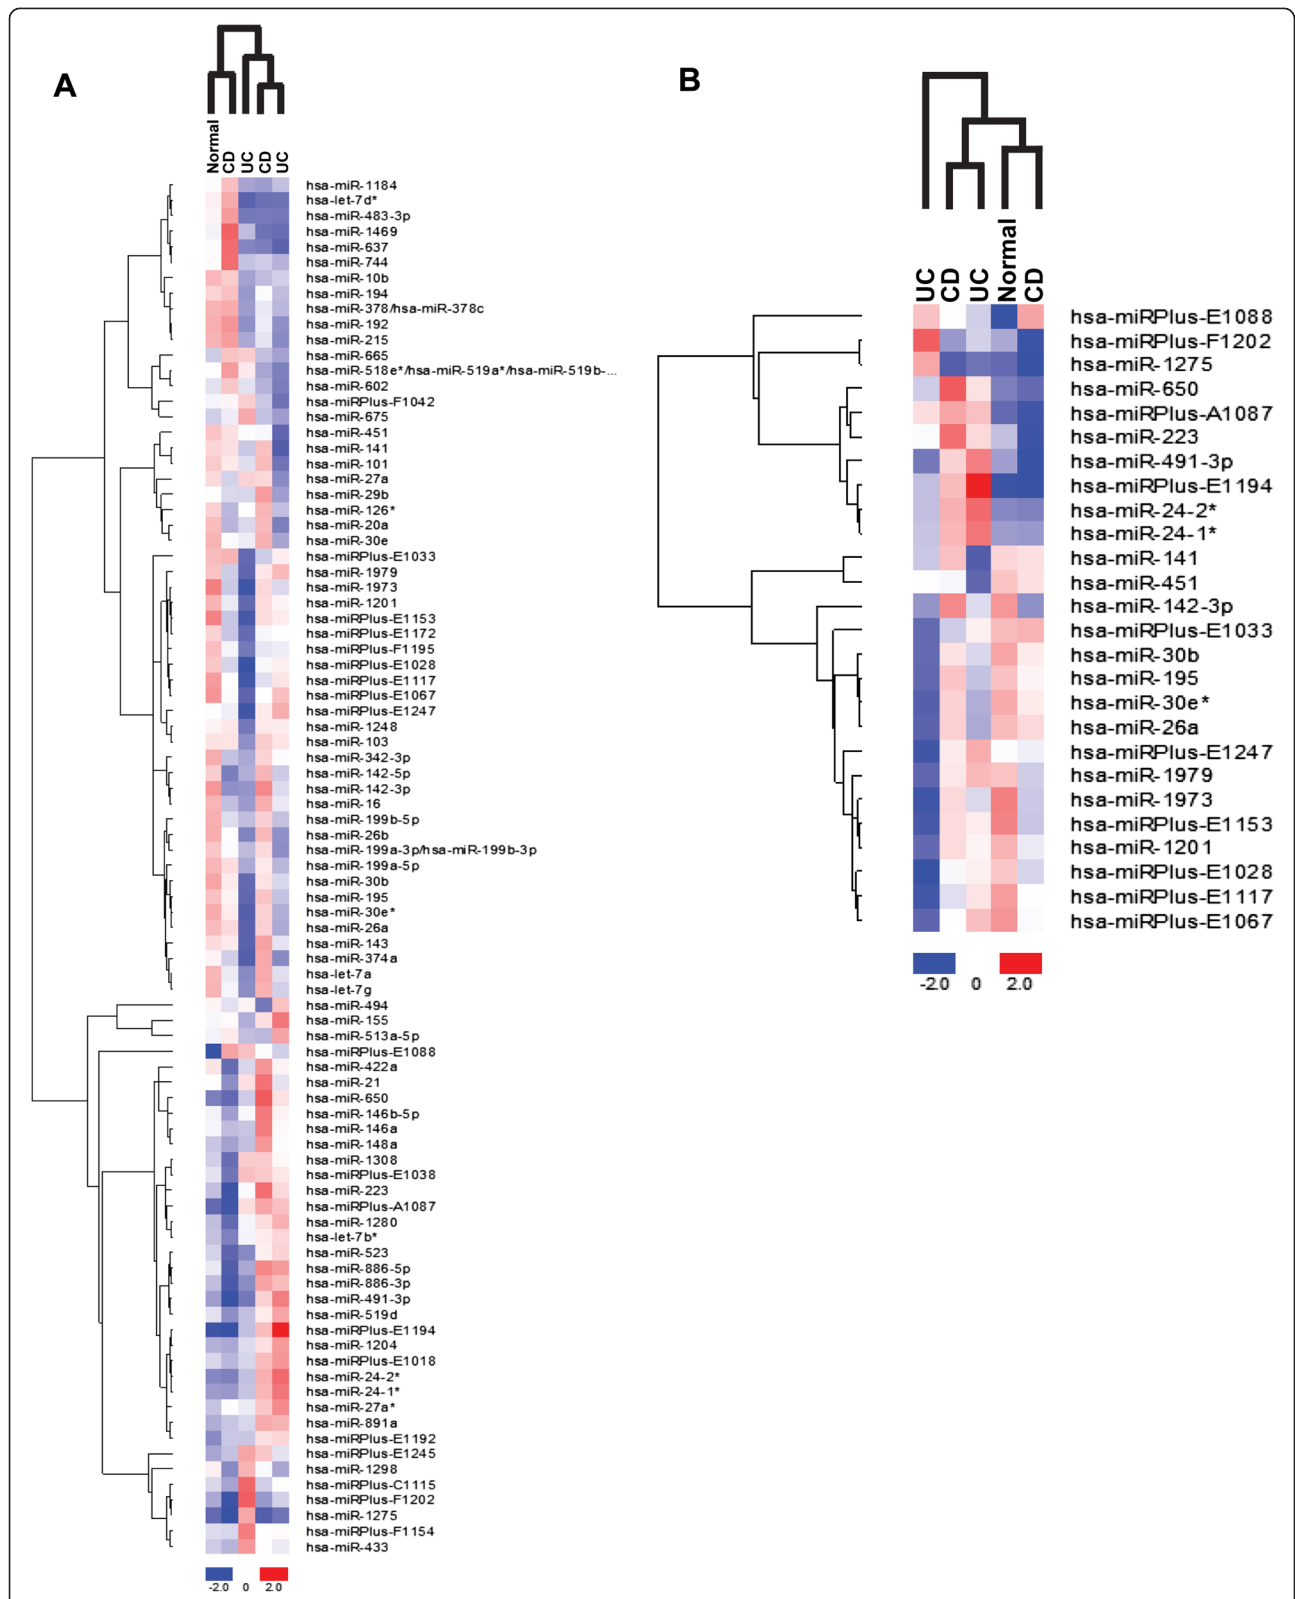 A
Normal
CD
UC
CD
UC
hsa-miR-1184
hsa-let-7d*
hsa-miR-483-3p
hsa-miR-1469
hsa-miR-637
hsa-miR-744
hsa-miR-10b
hsa-miR-194
hsa-miR-378/hsa-miR-378c
hsa-miR-192
hsa-miR-215
hsa-miR-665
hsa-miR-518e*/hsa-miR-519a*/hsa-miR-519b-...
hsa-miR-602
hsa-miRPlus-F1042
hsa-miR-675
hsa-miR-451
hsa-miR-141
hsa-miR-101
hsa-miR-27a
hsa-miR-29b
hsa-miR-126*
hsa-miR-20a
hsa-miR-30e
hsa-miRPlus-E1033
hsa-miR-1979
hsa-miR-1973
hsa-miR-1201
hsa-miRPlus-E1153
hsa-miRPlus-E1172
hsa-miRPlus-F1195
hsa-miRPlus-E1028
hsa-miRPlus-E1117
hsa-miRPlus-E1067
hsa-miRPlus-E1247
hsa-miR-1248
hsa-miR-103
hsa-miR-342-3p
hsa-miR-142-5p
hsa-miR-142-3p
hsa-miR-16
hsa-miR-199b-5p
hsa-miR-26b
hsa-miR-199a-3p/hsa-miR-199b-3p
hsa-miR-199a-5p
hsa-miR-30b
hsa-miR-195
hsa-miR-30e*
hsa-miR-26a
hsa-miR-143
hsa-miR-374a
hsa-let-7a
hsa-let-7g
hsa-miR-494
hsa-miR-155
hsa-miR-513a-5p
hsa-miRPlus-E1088
hsa-miR-422a
hsa-miR-21
hsa-miR-650
hsa-miR-146b-5p
hsa-miR-146a
hsa-miR-148a
hsa-miR-1308
hsa-miRPlus-E1038
hsa-miR-223
hsa-miRPlus-A1087
hsa-miR-1280
hsa-let-7b*
hsa-miR-523
hsa-miR-886-5p
hsa-miR-886-3p
hsa-miR-491-3p
hsa-miR-519d
hsa-miRPlus-E1194
hsa-miR-1204
hsa-miRPlus-E1018
hsa-miR-24-2*
hsa-miR-24-1*
hsa-miR-27a*
hsa-miR-891a
hsa-miRPlus-E1192
hsa-miRPlus-E1245
hsa-miR-1298
hsa-miRPlus-C1115
hsa-miRPlus-F1202
hsa-miR-1275
hsa-miRPlus-F1154
hsa-miR-433
-2.0 0 2.0
B
UC
CD
UC
Normal
CD
hsa-miRPlus-E1088
hsa-miRPlus-F1202
hsa-miR-1275
hsa-miR-650
hsa-miRPlus-A1087
hsa-miR-223
hsa-miR-491-3p
hsa-miRPlus-E1194
hsa-miR-24-2*
hsa-miR-24-1*
hsa-miR-141
hsa-miR-451
hsa-miR-142-3p
hsa-miRPlus-E1033
hsa-miR-30b
hsa-miR-195
hsa-miR-30e*
hsa-miR-26a
hsa-miRPlus-E1247
hsa-miR-1979
hsa-miR-1973
hsa-miRPlus-E1153
hsa-miR-1201
hsa-miRPlus-E1028
hsa-miRPlus-E1117
hsa-miRPlus-E1067
-2.0 0 2.0